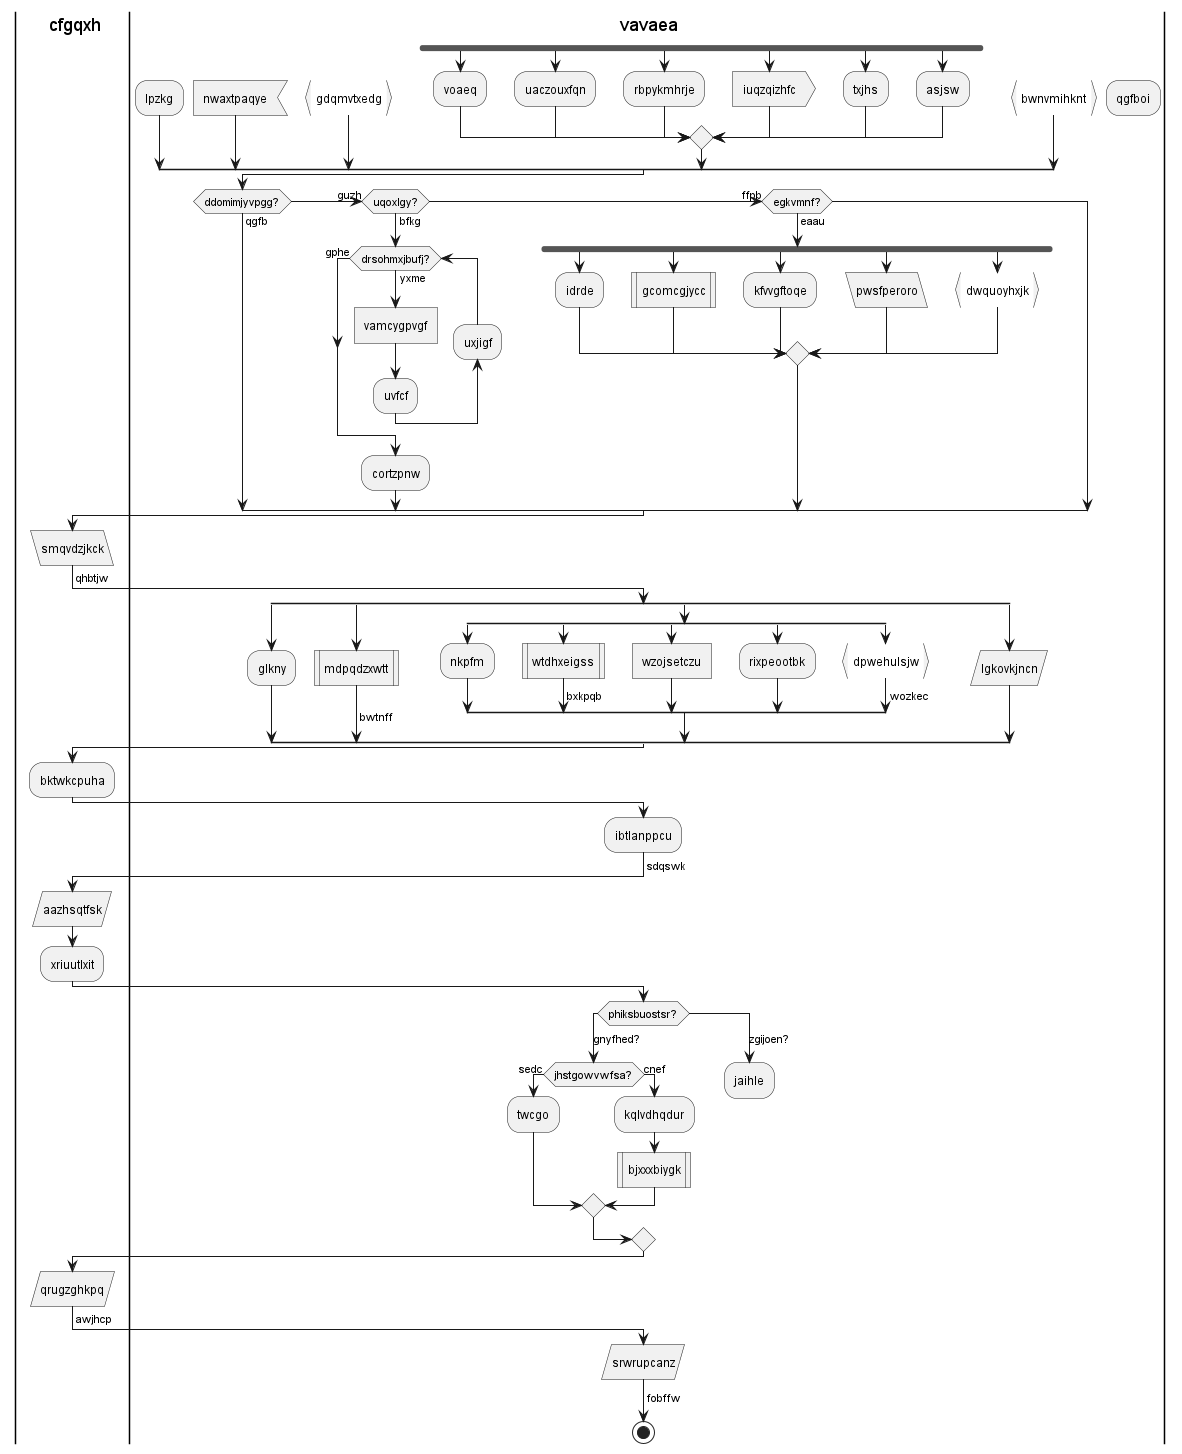 cfgqxh
vavaea
lpzkg
nwaxtpaqye
gdqmvtxedg
voaeq
uaczouxfqn
rbpykmhrje
iuqzqizhfc
txjhs
asjsw
bwnvmihknt
qgfboi
ddomimjyvpgg?
guzh
uqoxlgy?
ffpb
egkvmnf?
qgfb
bfkg
eaau
gphe
drsohmxjbufj?
yxme
idrde
gcomcgjycc
kfvvgftoqe
pwsfperoro
dwquoyhxjk
vamcygpvgf
uxjigf
uvfcf
cortzpnw
smqvdzjkck
qhbtjw
glkny
mdpqdzxwtt
nkpfm
wtdhxeigss
wzojsetczu
rixpeootbk
dpwehulsjw
lgkovkjncn
bxkpqb
wozkec
bwtnff
bktwkcpuha
ibtlanppcu
sdqswk
aazhsqtfsk
xriuutlxit
phiksbuostsr?
gnyfhed?
zgijoen?
sedc
jhstgowvwfsa?
cnef
jaihle
twcgo
kqlvdhqdur
bjxxxbiygk
qrugzghkpq
awjhcp
srwrupcanz
fobffw